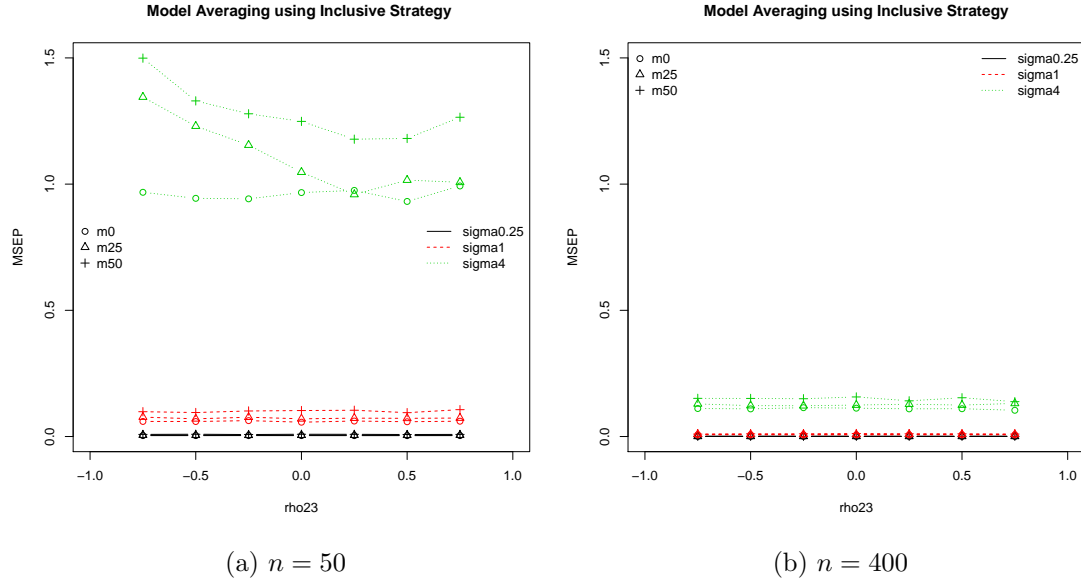 Model Averaging using Inclusive Strategy
MSEP
1.5
1.0
0.5
0.0
m0
m25
m50
sigma0.25
sigma1
sigma4
−1.0
−0.5
0.0
0.5
1.0
rho23
(a) n = 50
Model Averaging using Inclusive Strategy
MSEP
1.5
1.0
0.5
0.0
m0
m25
m50
sigma0.25
sigma1
sigma4
−1.0
−0.5
0.0
0.5
1.0
rho23
(b) n = 400